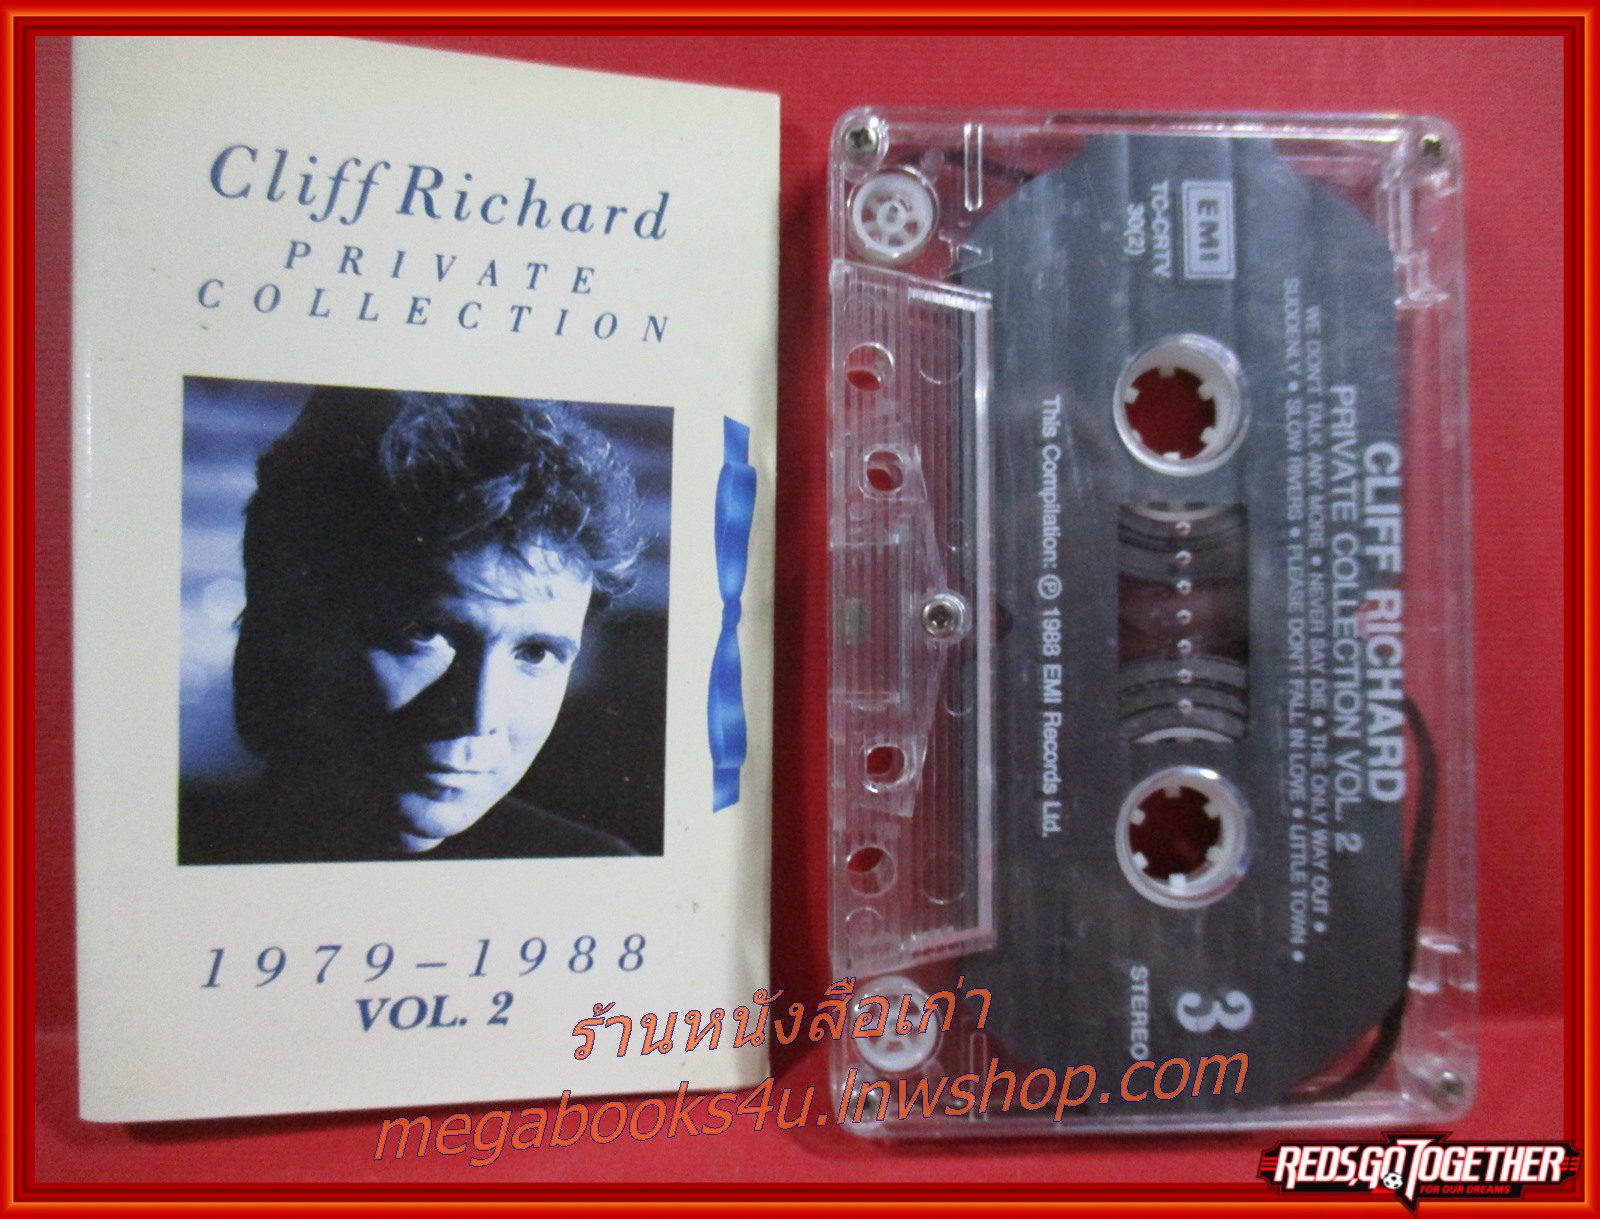 Cliff Richard
PRIVATE
COLLECTION
1979–1988
VOL. 2
CLIFF RICHARD
PRIVATE COLLECTION VOL. 2
WE DON'T TALK ANY MORE • NEVER SAY DIE • THE ONLY WAY OUT •
SUDDENLY • SLOW RIVERS • PLEASE DON'T FALL IN LOVE • LITTLE TOWN •
EMI
TC-CRTV
30(2)
3
STEREO
This Compilation: ℗ 1988 EMI Records Ltd.
ร้านหนังสือเก่า
megabooks4u.lnwshop.com
REDS,GO TOGETHER
FOR OUR DREAMS